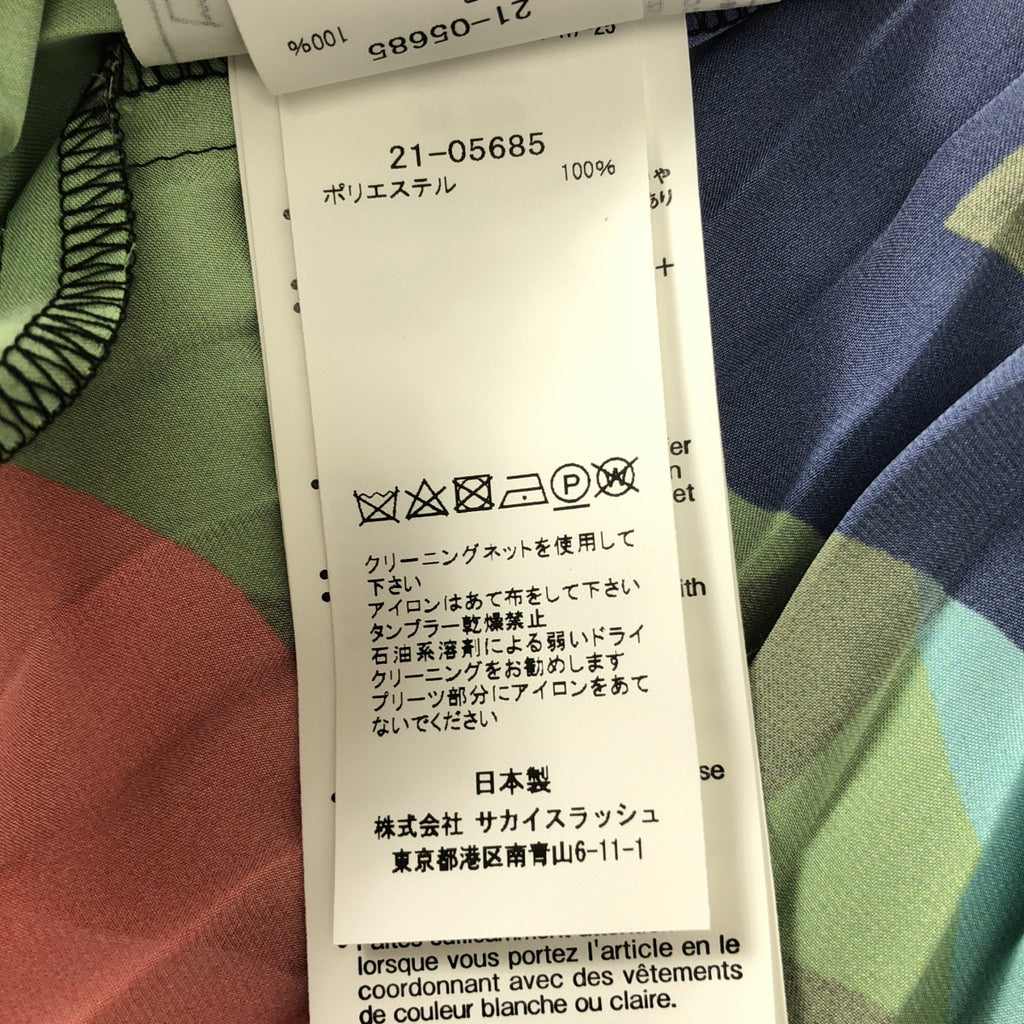 100%
21-05685
21-05685
ポリエステル 100%
や
あり
+
er
n
et
クリーニングネットを使用して
下さい
アイロンはあて布をして下さい
ith
タンブラー乾燥禁止
石油系溶剤による弱いドライ
クリーニングをお勧めします
プリーツ部分にアイロンをあて
ないでください
日本製
se
株式会社 サカイスラッシュ
東京都港区南青山6-11-1
lorsque vous portez l'article en le
coordonnant avec des vêtements
de couleur blanche ou claire.